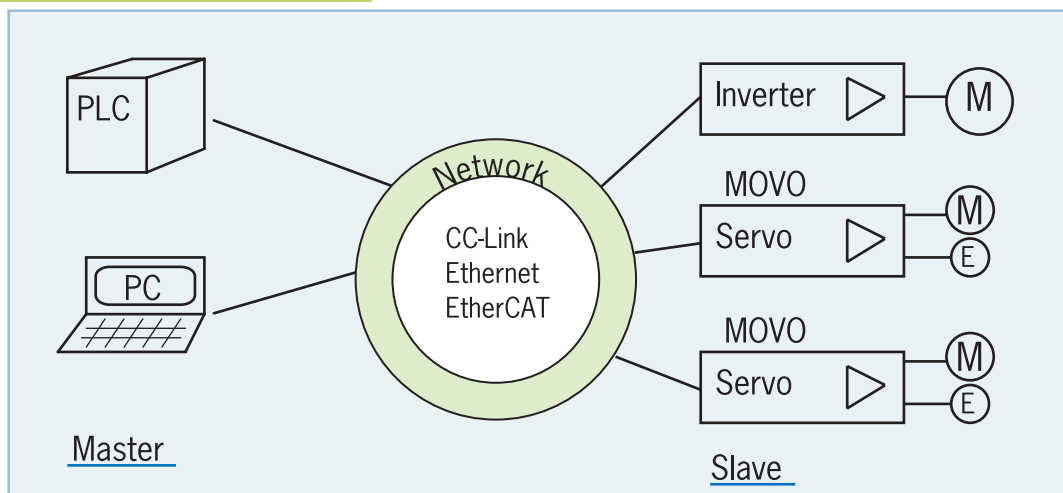 PLC
PC
Master
Network
CC-Link
Ethernet
EtherCAT
Inverter
M
MOVO
Servo
M
E
MOVO
Servo
M
E
Slave